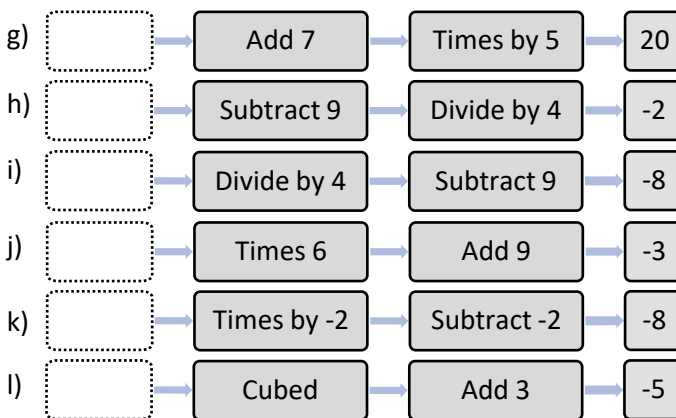 g) Add 7 Times by 5 20
h) Subtract 9 Divide by 4 -2
i) Divide by 4 Subtract 9 -8
j) Times 6 Add 9 -3
k) Times by -2 Subtract -2 -8
l) Cubed Add 3 -5